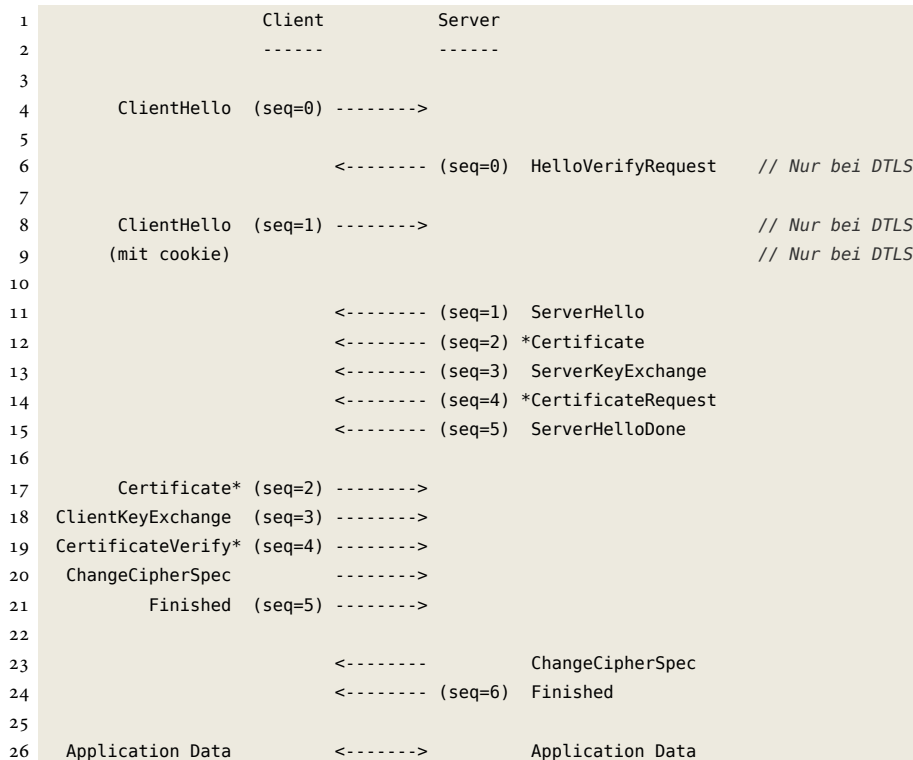 1 Client Server
2 ------ ------
3
4 ClientHello (seq=0) -------->
5
6 <-------- (seq=0) HelloVerifyRequest // Nur bei DTLS
7
8 ClientHello (seq=1) --------> // Nur bei DTLS
9 (mit cookie) // Nur bei DTLS
10
11 <-------- (seq=1) ServerHello
12 <-------- (seq=2) *Certificate
13 <-------- (seq=3) ServerKeyExchange
14 <-------- (seq=4) *CertificateRequest
15 <-------- (seq=5) ServerHelloDone
16
17 Certificate* (seq=2) -------->
18 ClientKeyExchange (seq=3) -------->
19 CertificateVerify* (seq=4) -------->
20 ChangeCipherSpec -------->
21 Finished (seq=5) -------->
22
23 <-------- ChangeCipherSpec
24 <-------- (seq=6) Finished
25
26 Application Data <-------> Application Data